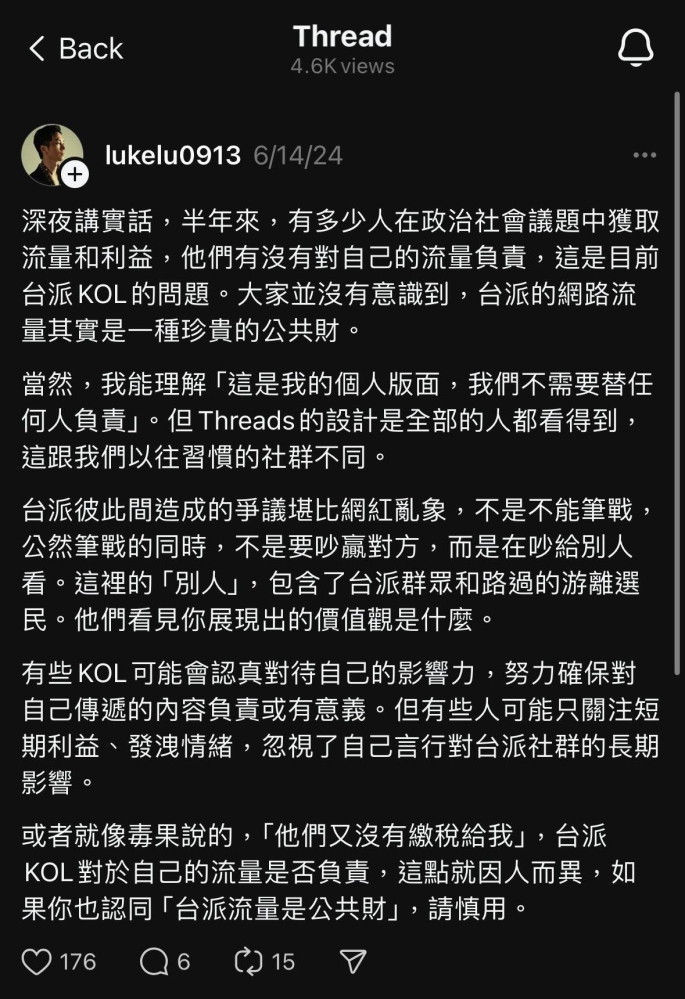 Back
Thread
4.6K views
lukelu0913 6/14/24
深夜講實話，半年來，有多少人在政治社會議題中獲取
流量和利益，他們有沒有對自己的流量負責，這是目前
台派 KOL 的問題。大家並沒有意識到，台派的網路流
量其實是一種珍貴的公共財。
當然，我能理解「這是我的個人版面，我們不需要替任
何人負責」。但 Threads 的設計是全部的人都看得到，
這跟我們以往習慣的社群不同。
台派彼此間造成的爭議堪比網紅亂象，不是不能筆戰，
公然筆戰的同時，不是要吵贏對方，而是在吵給別人
看。這裡的「別人」，包含了台派群眾和路過的游離選
民。他們看見你展現出的價值觀是什麼。
有些 KOL 可能會認真對待自己的影響力，努力確保對
自己傳遞的內容負責或有意義。但有些人可能只關注短
期利益、發洩情緒，忽視了自己言行對台派社群的長期
影響。
或者就像毒果說的，「他們又沒有繳稅給我」，台派
KOL 對於自己的流量是否負責，這點就因人而異，如
果你也認同「台派流量是公共財」，請慎用。
176 6 15